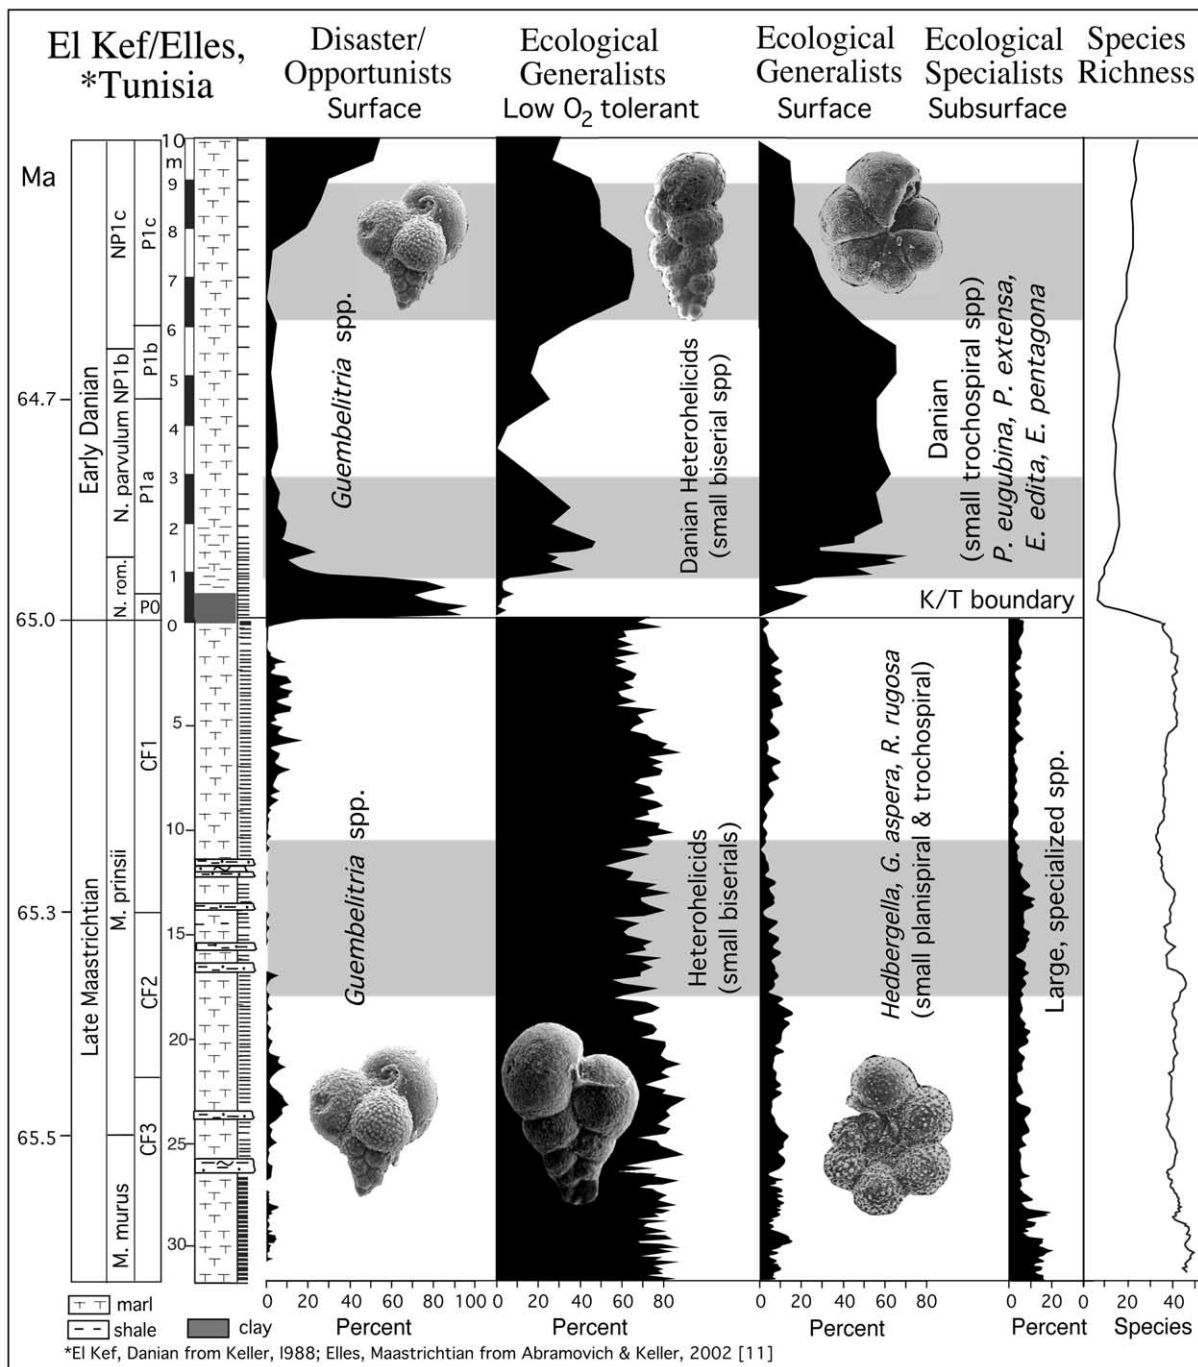 El Kef/Elles,
*Tunisia
Disaster/
Opportunists
Surface
Ecological
Generalists
Low O2 tolerant
Ecological
Generalists
Surface
Ecological
Specialists
Subsurface
Species
Richness
Ma
64.7
65.0
65.3
65.5
Early Danian
Late Maastrichtian
NP1c
NP1b
N. parvulum
N. rom.
M. prinsii
M. murus
P1c
P1b
P1a
P0
CF1
CF2
CF3
10
m
9
8
7
6
5
4
3
2
1
0
5
10
15
20
25
30
Guembelitria spp.
Danian Heterohelicids
(small biserial spp)
Danian
(small trochospiral spp)
P. eugubina, P. extensa,
E. edita, E. pentagona
K/T boundary
Guembelitria spp.
Heterohelicids
(small biserials)
Hedbergella, G. aspera, R. rugosa
(small planispiral & trochospiral)
Large, specialized spp.
0 20 40 60 80 100
0 20 40 60 80
0 20 40 60 80
0 20
0 20 40
Percent
Percent
Percent
Percent
Species
marl
shale
clay
*El Kef, Danian from Keller, l988; Elles, Maastrichtian from Abramovich & Keller, 2002 [11]